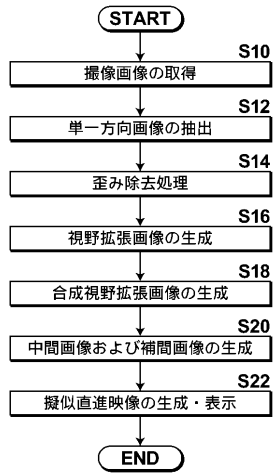 START
S10
撮像画像の取得
S12
単一方向画像の抽出
S14
歪み除去処理
S16
視野拡張画像の生成
S18
合成視野拡張画像の生成
S20
中間画像および補間画像の生成
S22
擬似直進映像の生成・表示
END